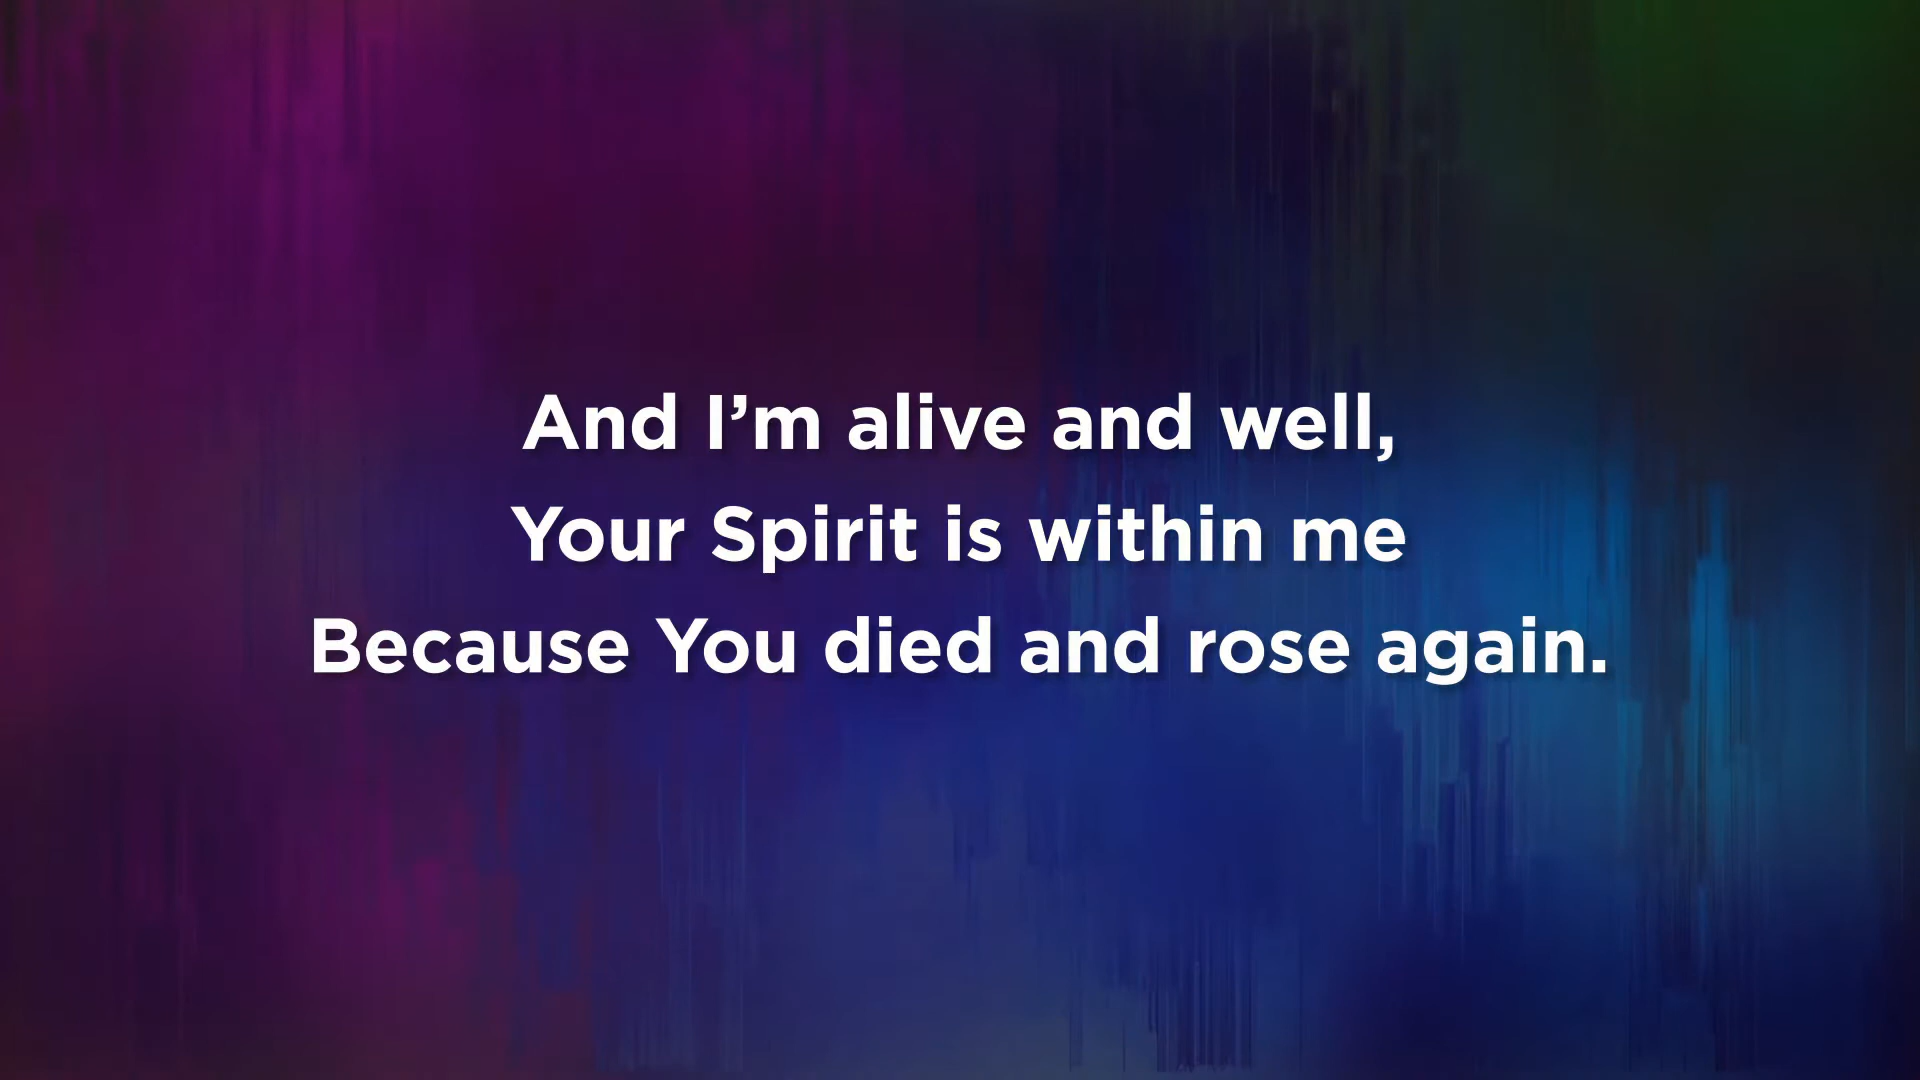 And I’m alive and well,
Your Spirit is within me
Because You died and rose again.